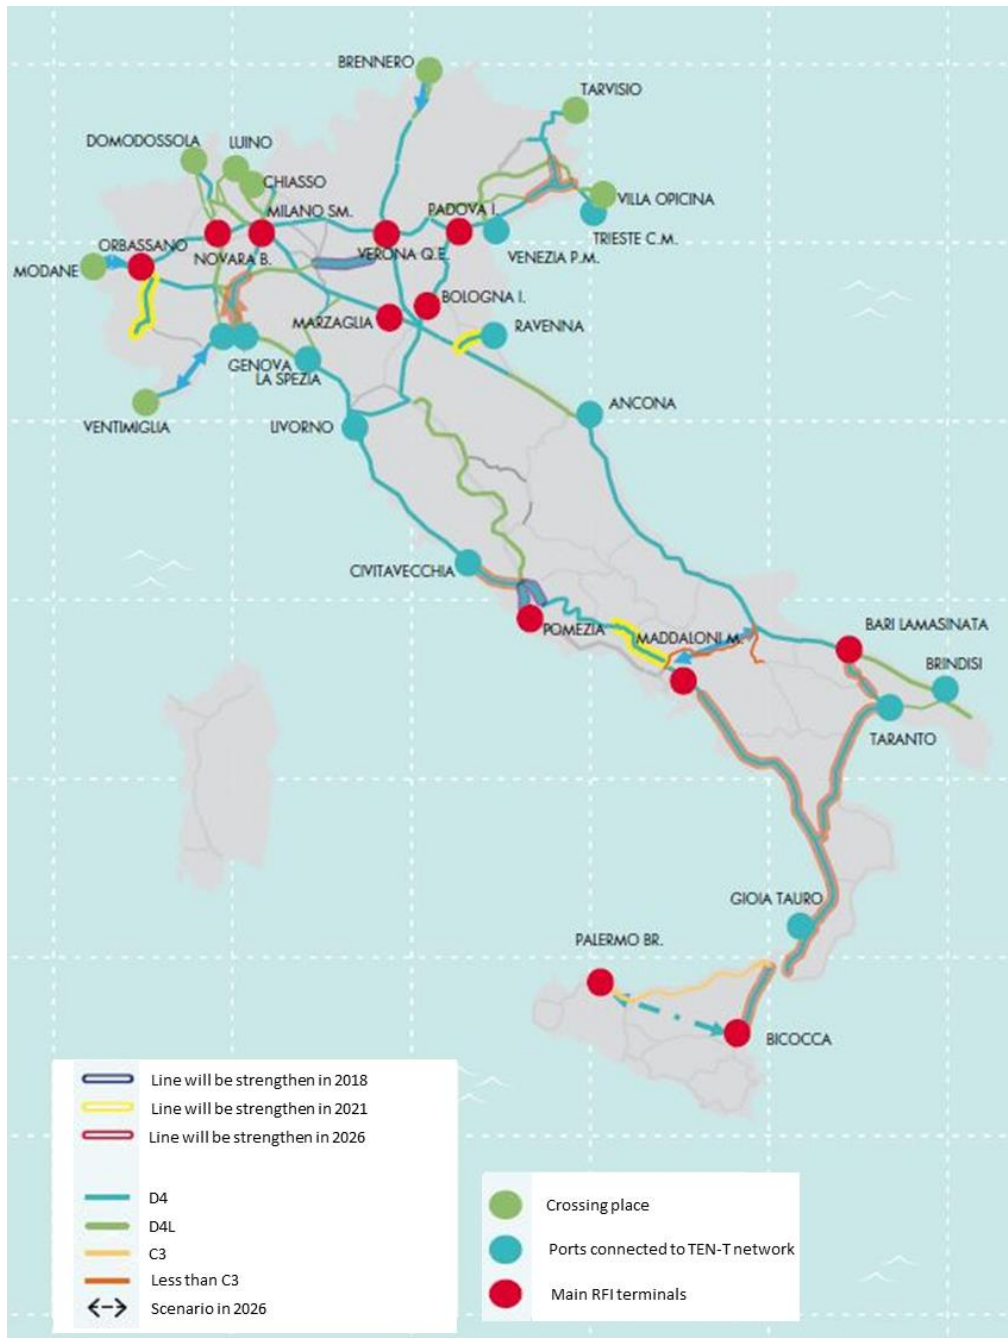 BRENNERO
TARVISIO
DOMODOSSOLA
LUINO
CHIASSO
VILLA OPICINA
MILANO SM.
PADOVA I.
TRIESTE C.M.
ORBASSANO
NOVARA B.
VERONA Q.E.
VENEZIA P.M.
MODANE
BOLOGNA I.
MARZAGLIA
RAVENNA
GENOVA
LA SPEZIA
ANCONA
VENTIMIGLIA
LIVORNO
CIVITAVECCHIA
POMEZIA
MADDALONI M.
BARI LAMASINATA
BRINDISI
TARANTO
GIOIA TAURO
PALERMO BR.
BICOCCA
Line will be strengthen in 2018
Line will be strengthen in 2021
Line will be strengthen in 2026
D4
D4L
C3
Less than C3
Scenario in 2026
Crossing place
Ports connected to TEN-T network
Main RFI terminals